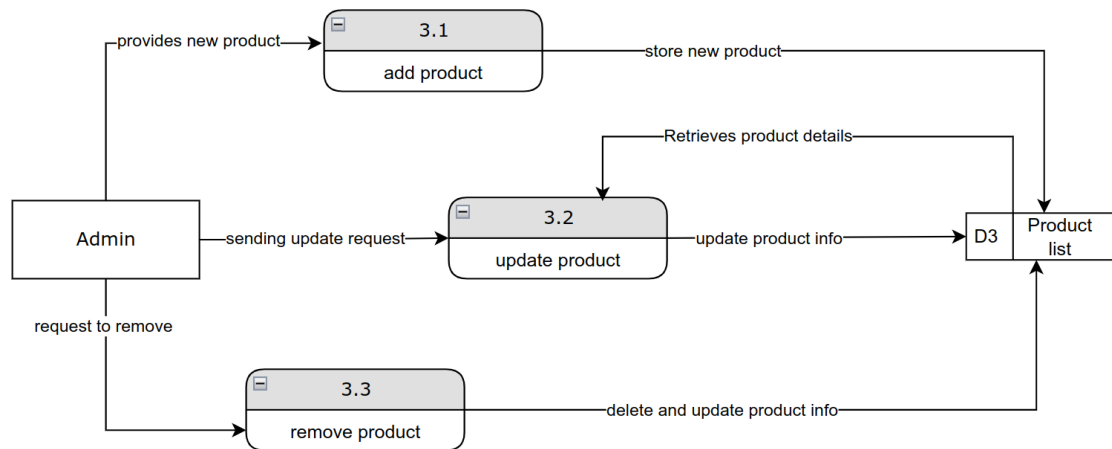 3.1
provides new product
store new product
add product
Retrieves product details
3.2
Admin
sending update request
update product info
D3
Product
list
update product
request to remove
3.3
delete and update product info
remove product